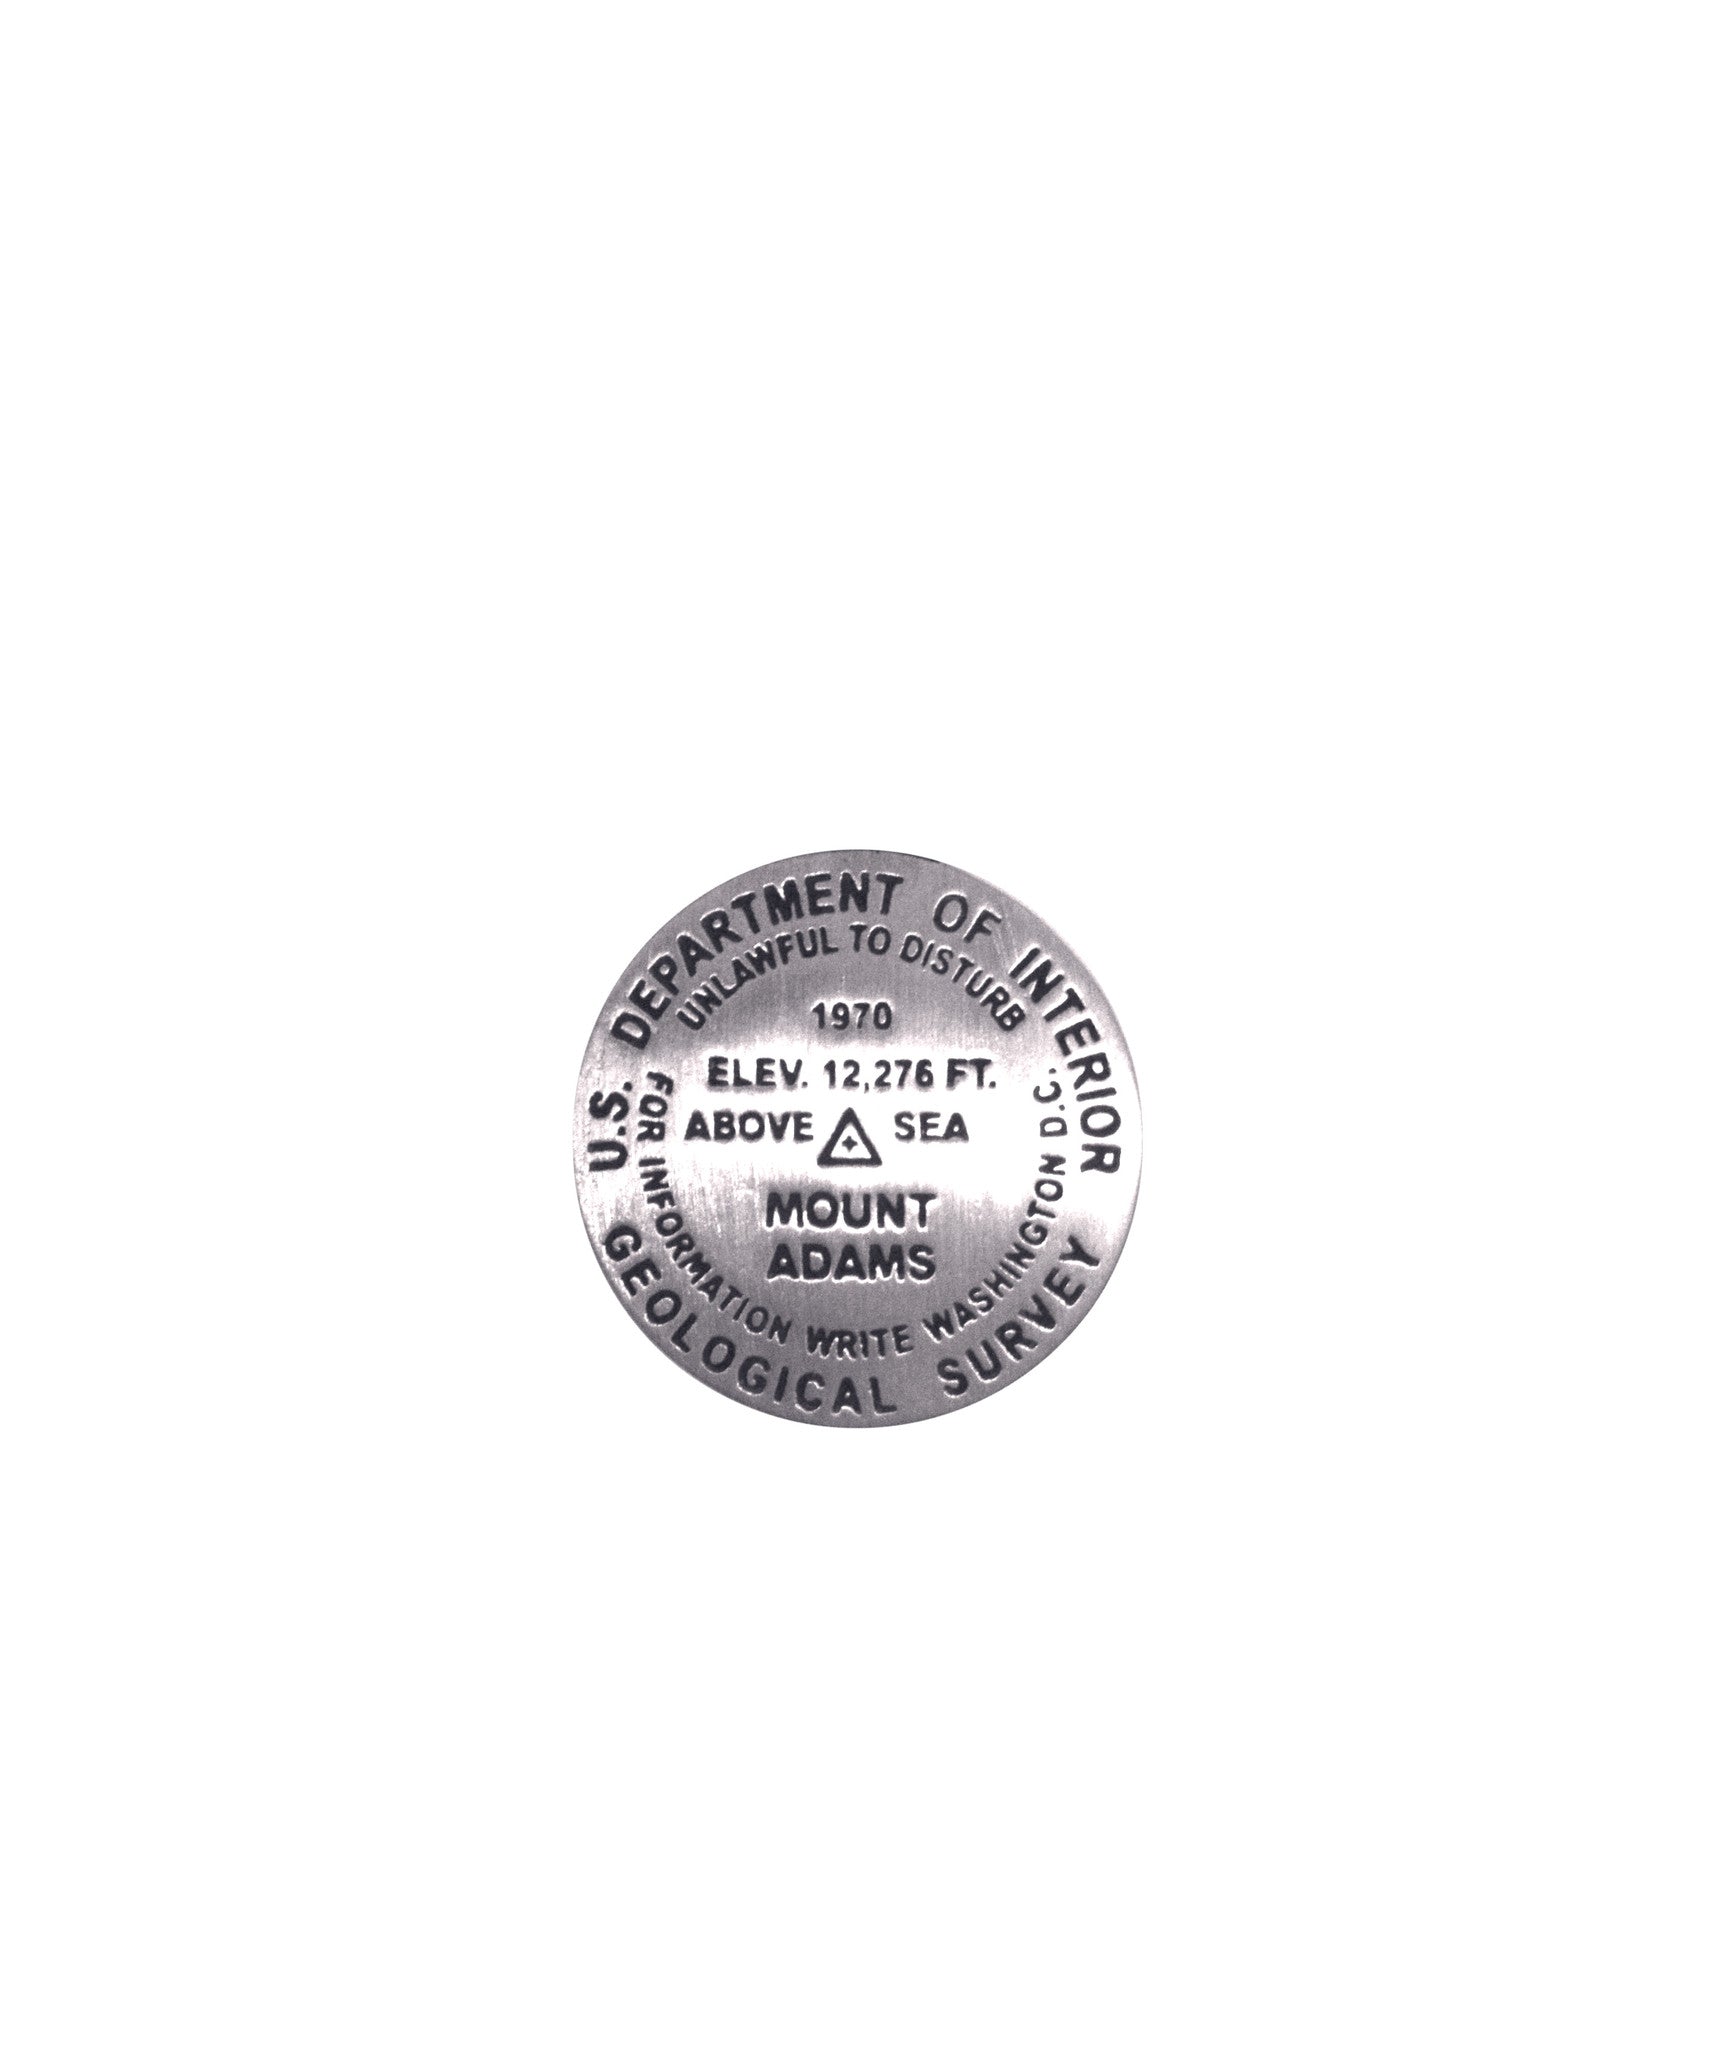 U.S. DEPARTMENT OF INTERIOR
UNLAWFUL TO DISTURB
1970
ELEV. 12,276 FT.
ABOVE SEA
MOUNT
ADAMS
FOR INFORMATION WRITE WASHINGTON D.C.
GEOLOGICAL SURVEY